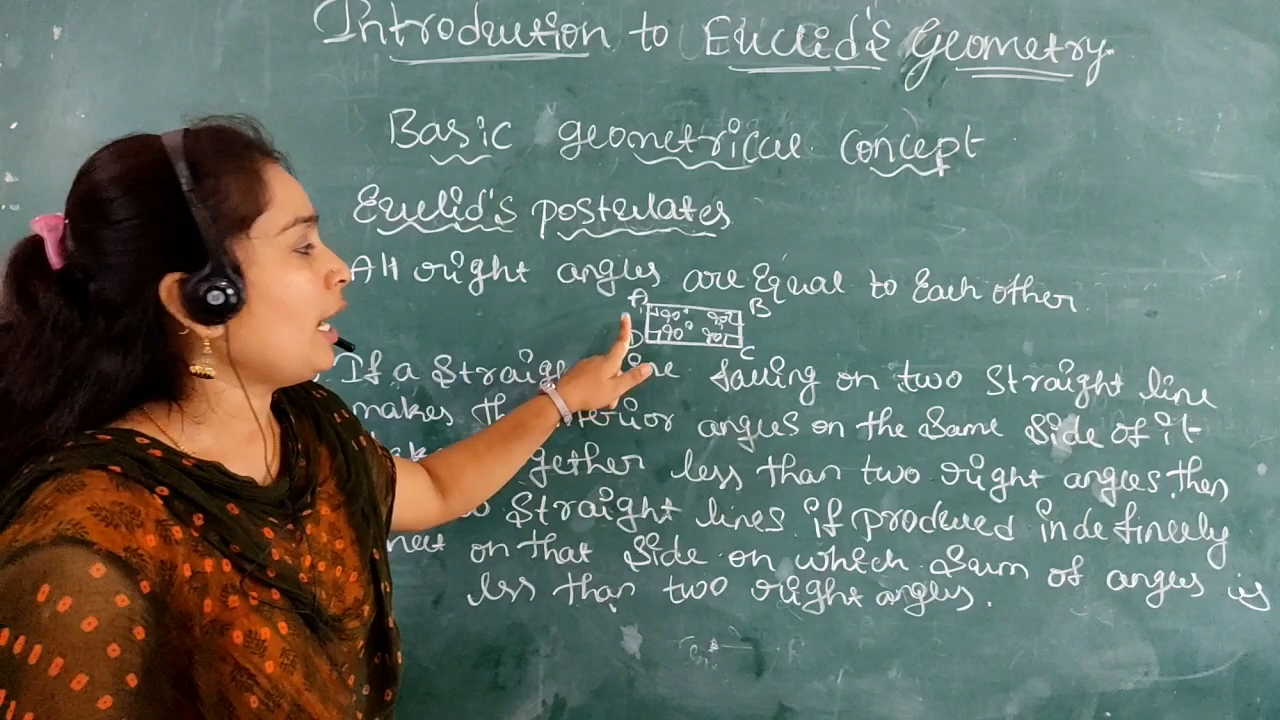 Introduction to Euclid's Geometry.
Basic geometrical concept
Euclid's postulates
All right angles are Equal to Each other.
A B
90° 90°
90° 90°
D C
If a Straight line falling on two straight line
makes the interior angles on the same side of it
together less than two right angles, then
straight lines if produced indefineely
meet on that side on which sum of angles is
less than two right angles.